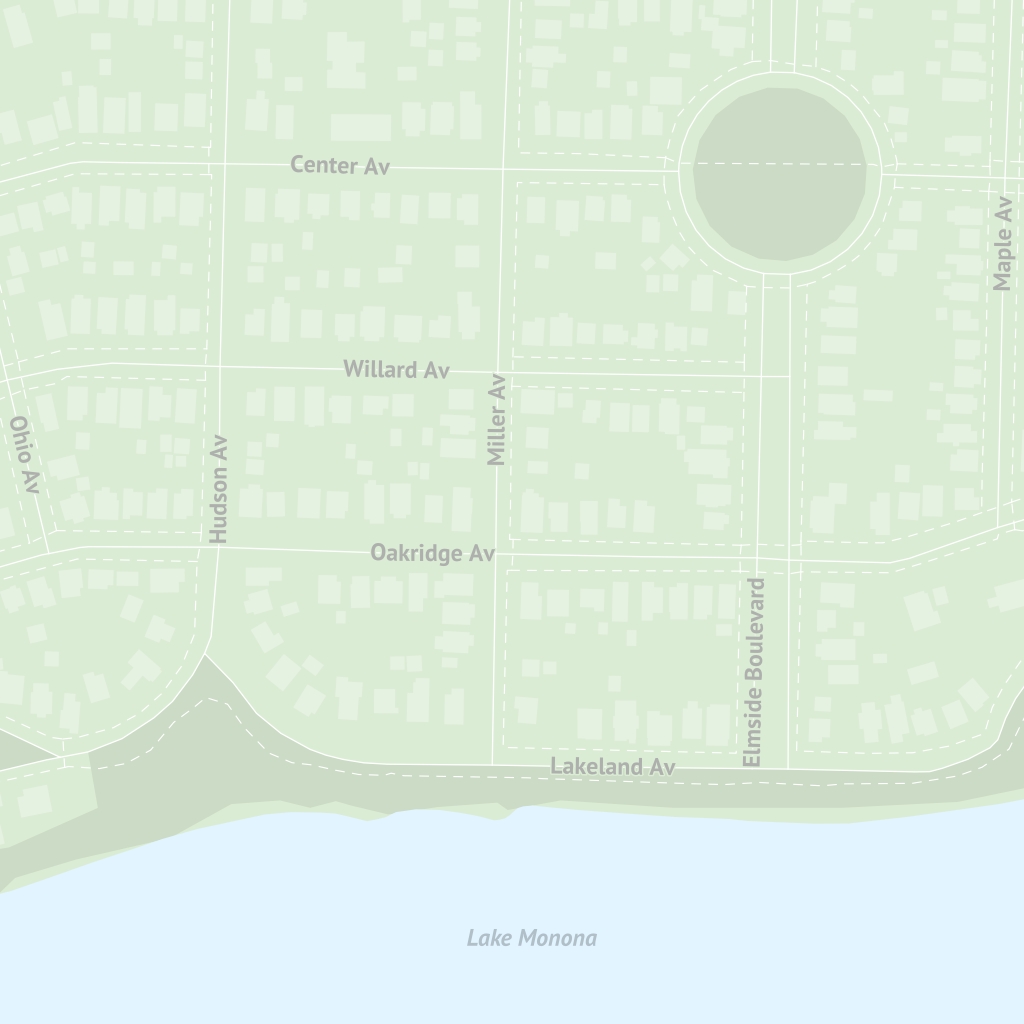 Center Av
Maple Av
Willard Av
Miller Av
Ohio Av
Hudson Av
Oakridge Av
Elmside Boulevard
Lakeland Av
Lake Monona